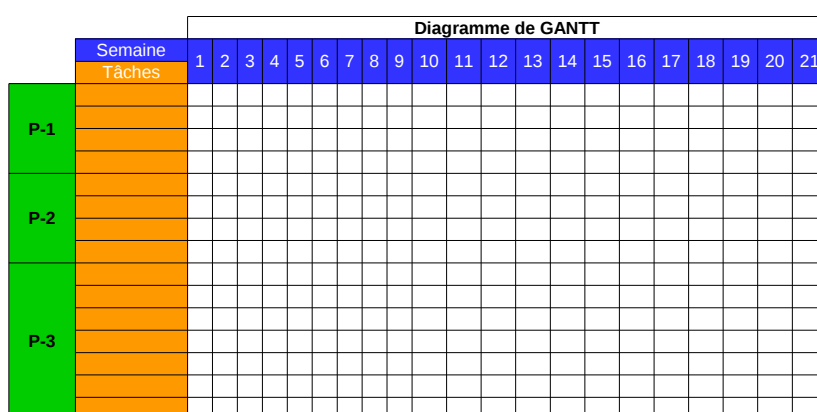 Diagramme de GANTT
Semaine 1 2 3 4 5 6 7 8 9 10 11 12 13 14 15 16 17 18 19 20 21
Tâches
P-1
P-2
P-3